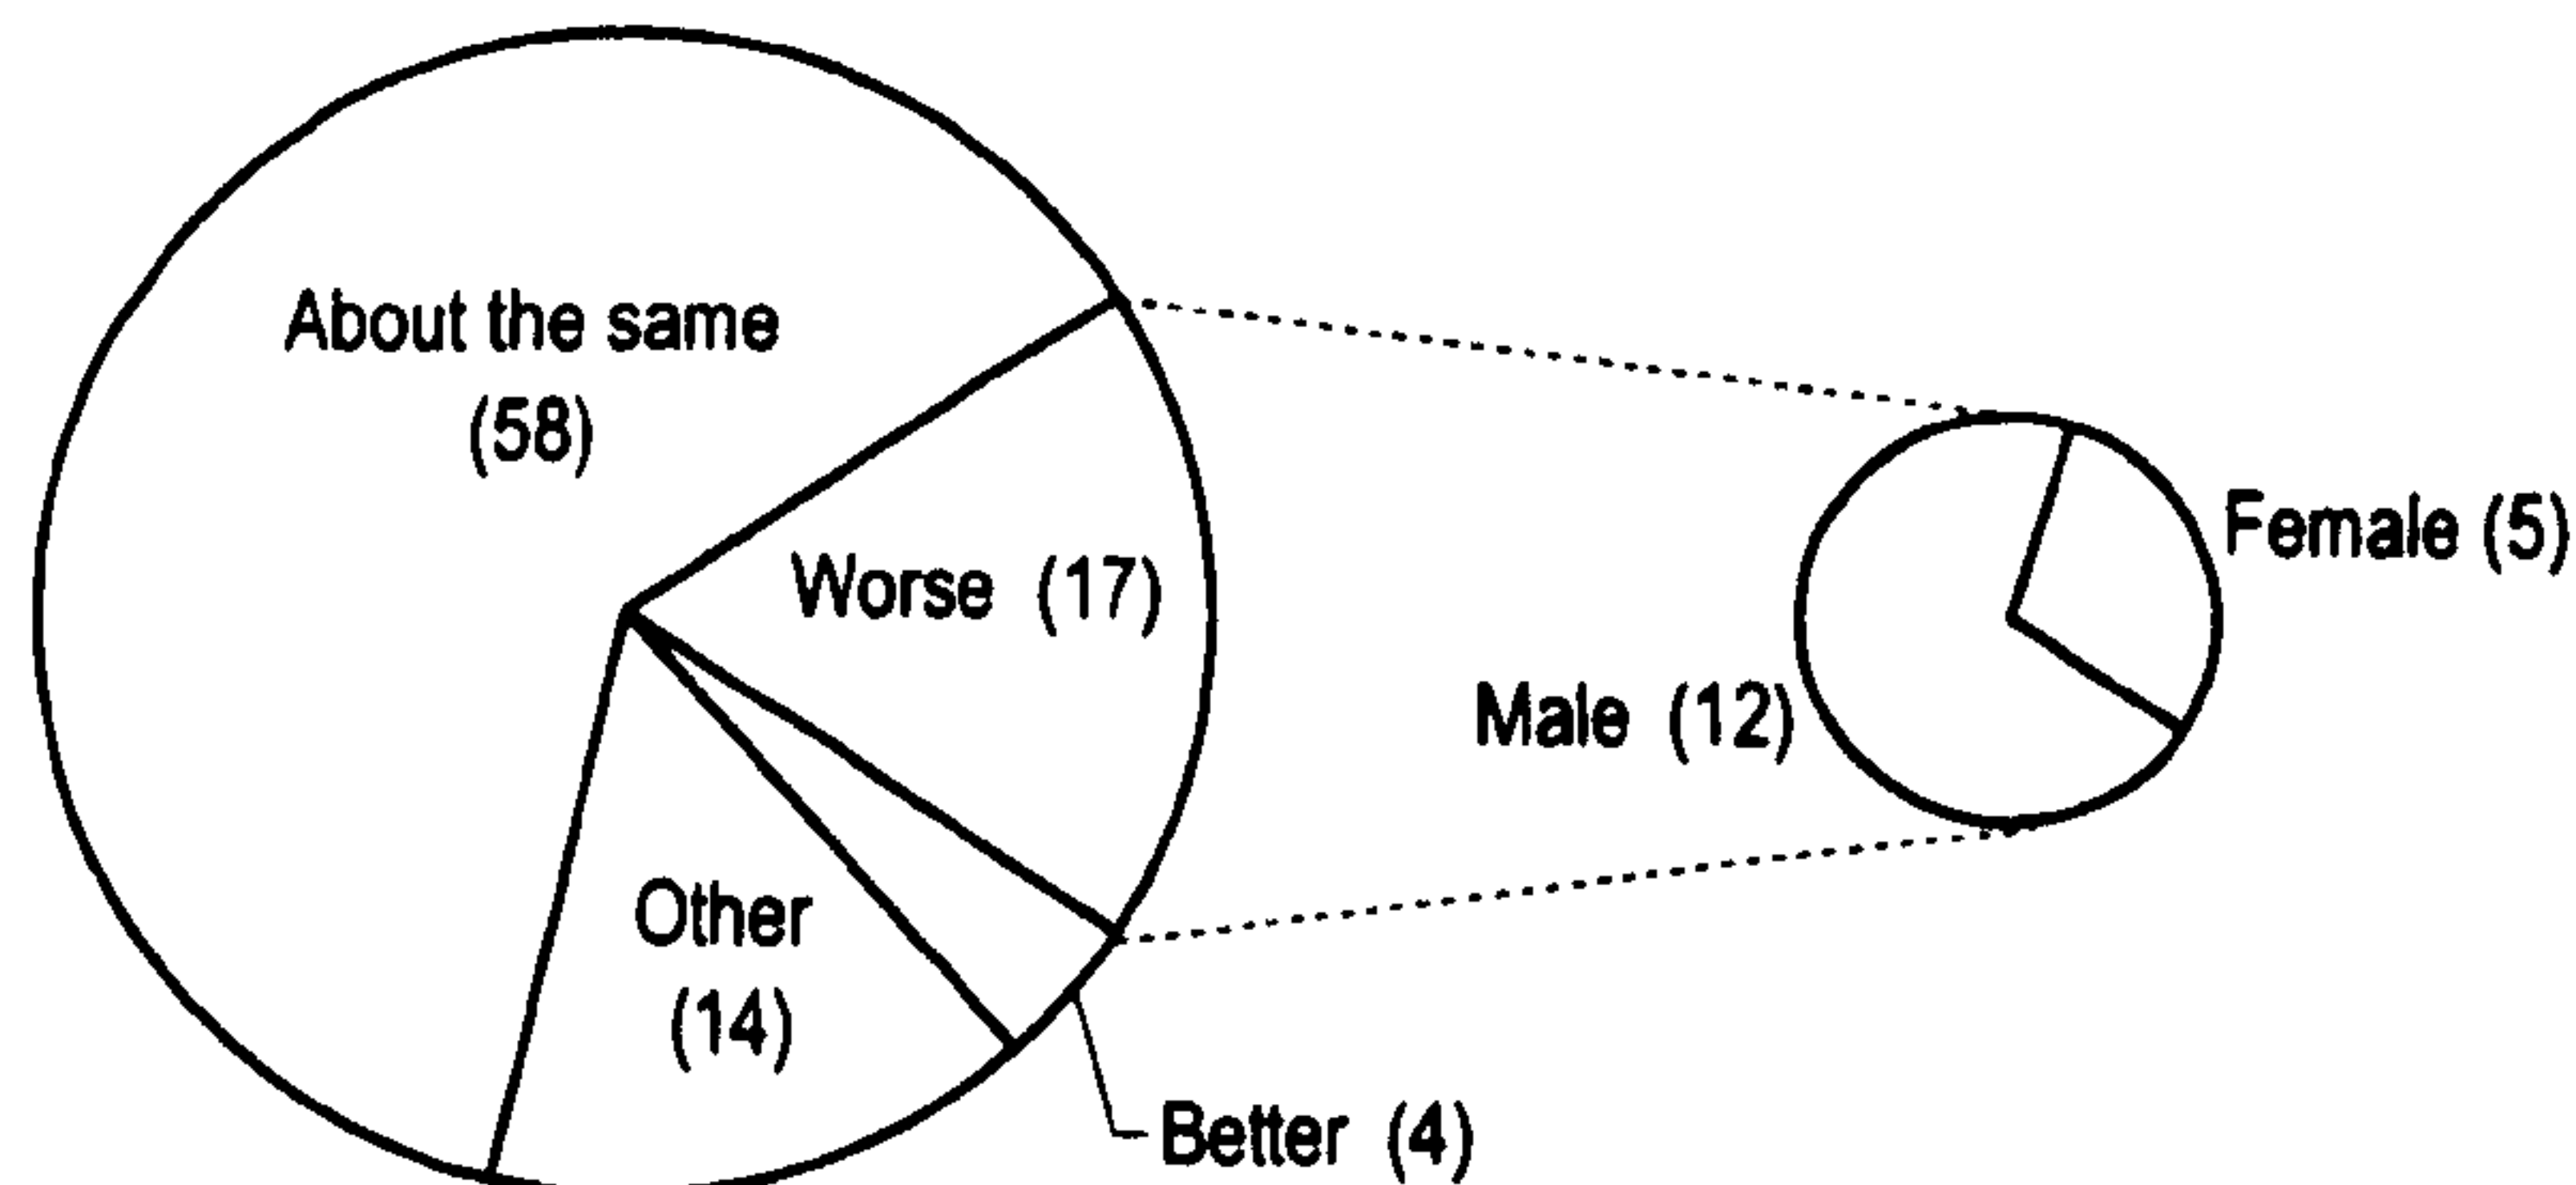 About the same
(58)
Worse (17)
Female (5)
Male (12)
Other
(14)
Better (4)